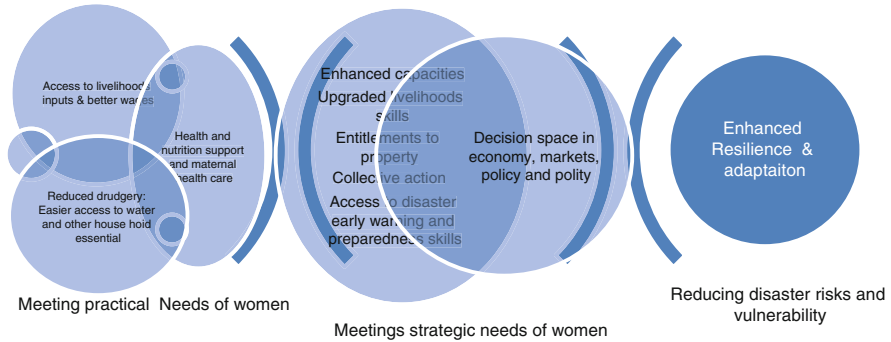 Access to livelihoods
inputs & better wages
Reduced drudgery:
Easier access to water
and other house hoid
essential
Health and
nutrition support
and maternal
health care
Meeting practical Needs of women
Enhanced capacities
Upgraded livelihoods
skills
Entitlements to
property
Collective action
Access to disaster
early warning and
preparedness skills
Decision space in
economy, markets,
policy and polity
Meetings strategic needs of women
Enhanced
Resilience &
adaptaiton
Reducing disaster risks and
vulnerability